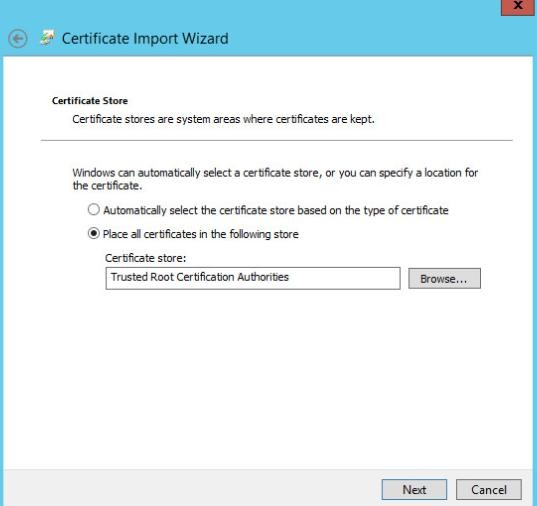 x
Certificate Import Wizard
Certificate Store
Certificate stores are system areas where certificates are kept.
Windows can automatically select a certificate store, or you can specify a location for
the certificate.
Automatically select the certificate store based on the type of certificate
Place all certificates in the following store
Certificate store:
Trusted Root Certification Authorities
Browse...
Next
Cancel